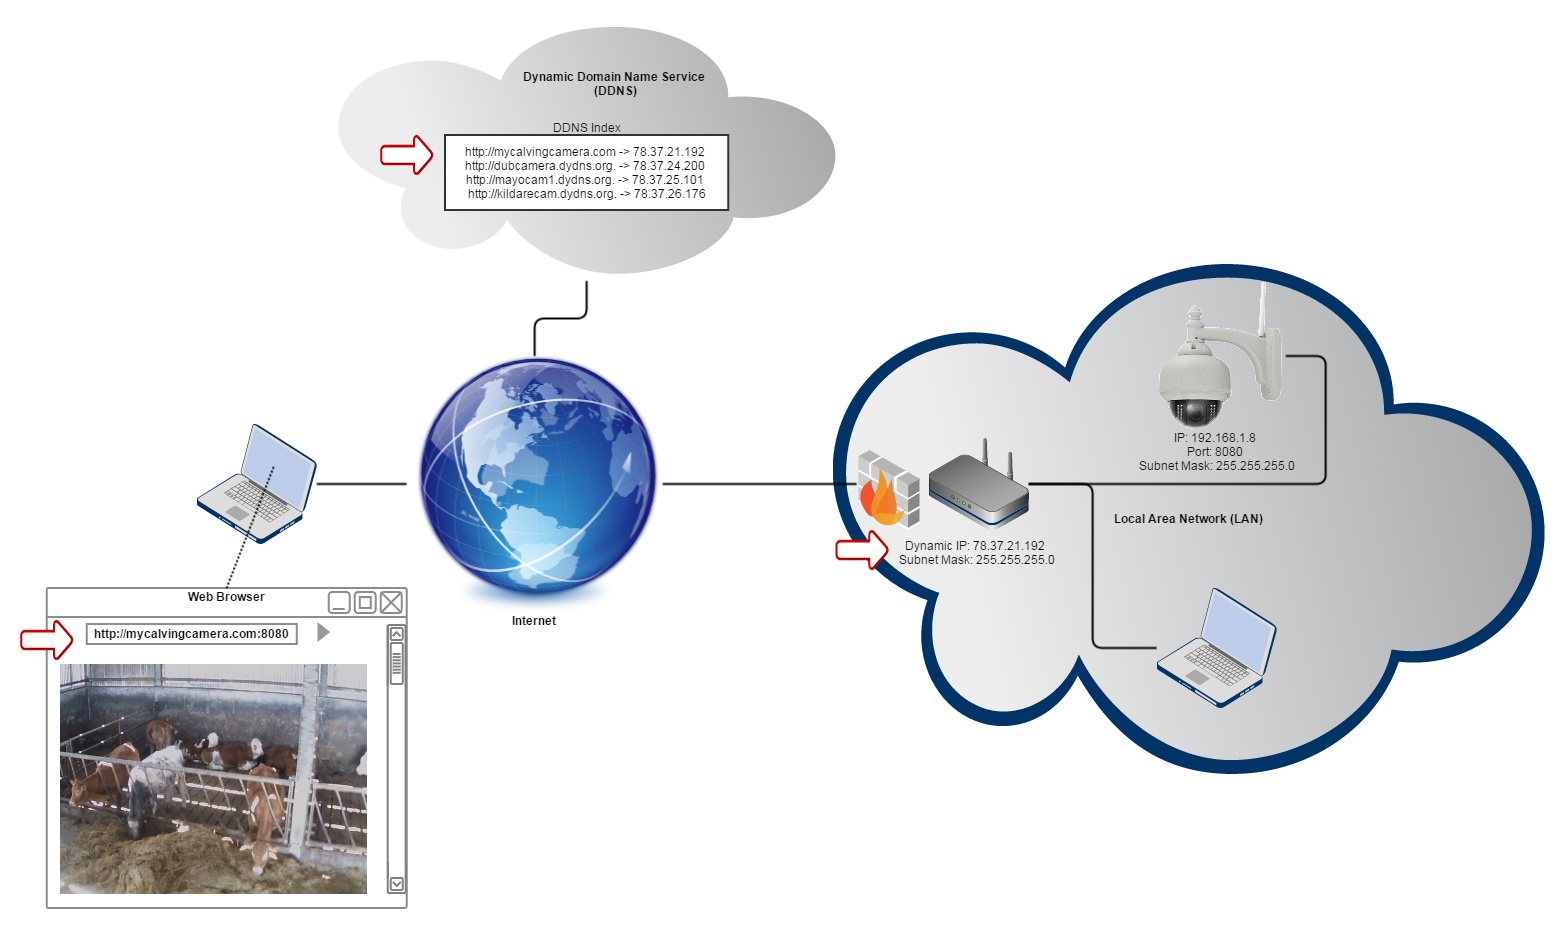 Dynamic Domain Name Service
(DDNS)
DDNS Index
http://mycalvingcamera.com -> 78.37.21.192
http://dubcamera.dydns.org. -> 78.37.24.200
http://mayocam1.dydns.org. -> 78.37.25.101
http://kildarecam.dydns.org. -> 78.37.26.176
IP: 192.168.1.8
Port: 8080
Subnet Mask: 255.255.255.0
Local Area Network (LAN)
Dynamic IP: 78.37.21.192
Subnet Mask: 255.255.255.0
Internet
Web Browser
http://mycalvingcamera.com:8080